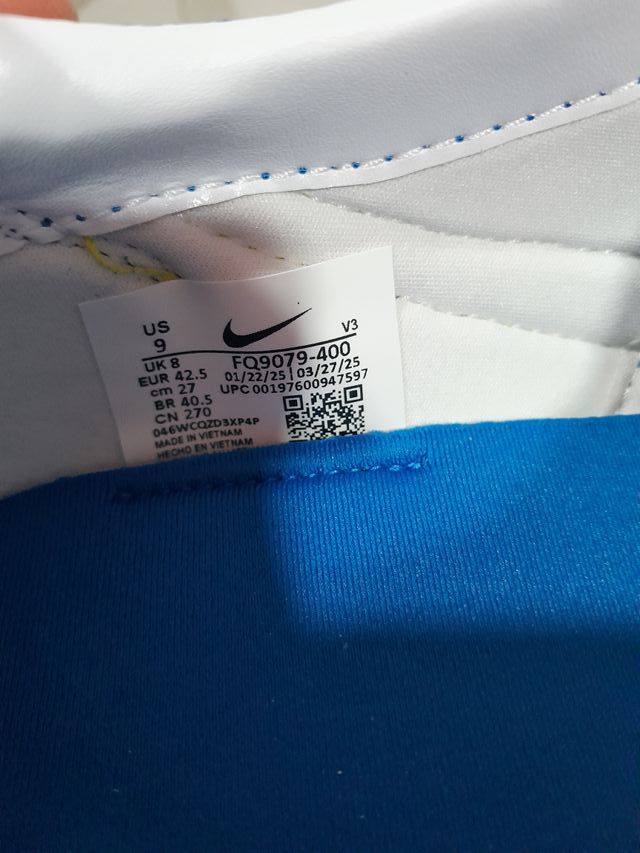 US
9
V3
UK 8
FQ9079-400
EUR 42.5
01/22/25 | 03/27/25
cm 27
UPC 00197600947597
BR 40.5
CN 270
046WCQZD3XP4P
MADE IN VIETNAM
HECHO EN VIETNAM